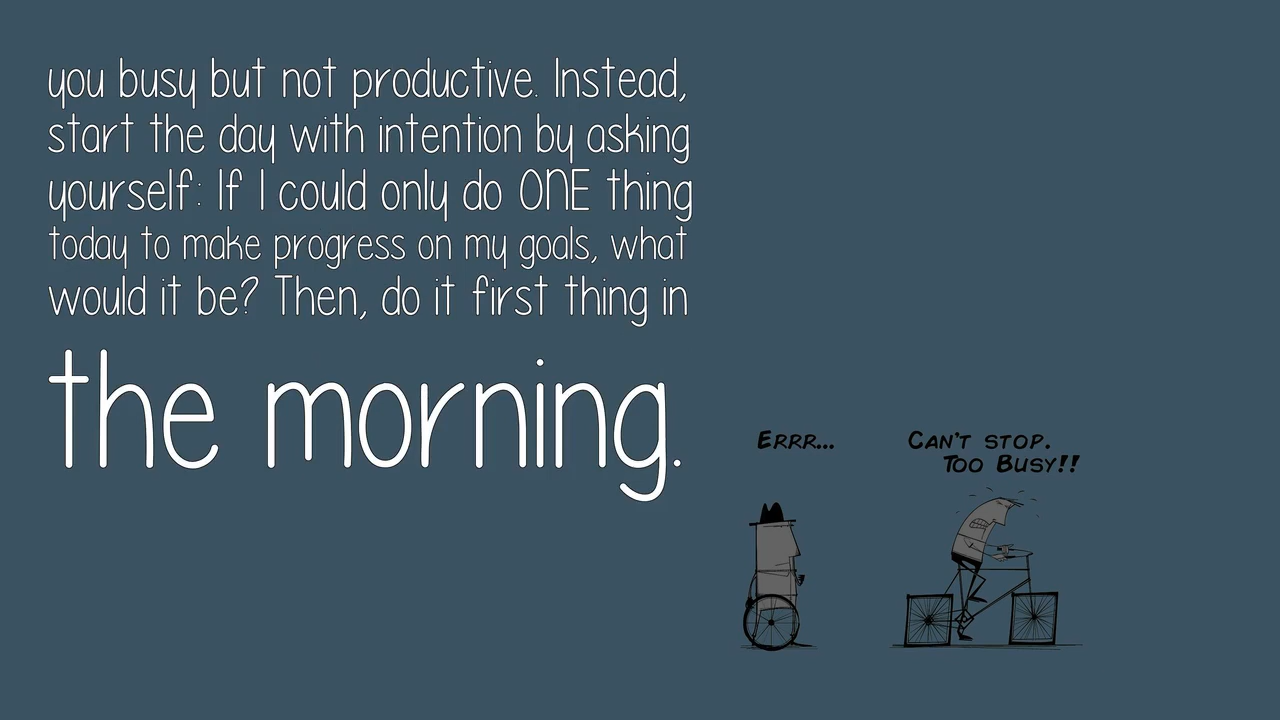 you busy but not productive. Instead,
start the day with intention by asking
yourself: If I could only do ONE thing
today to make progress on my goals, what
would it be? Then, do it first thing in
the morning.
ERRR...
CAN'T STOP.
TOO BUSY!!